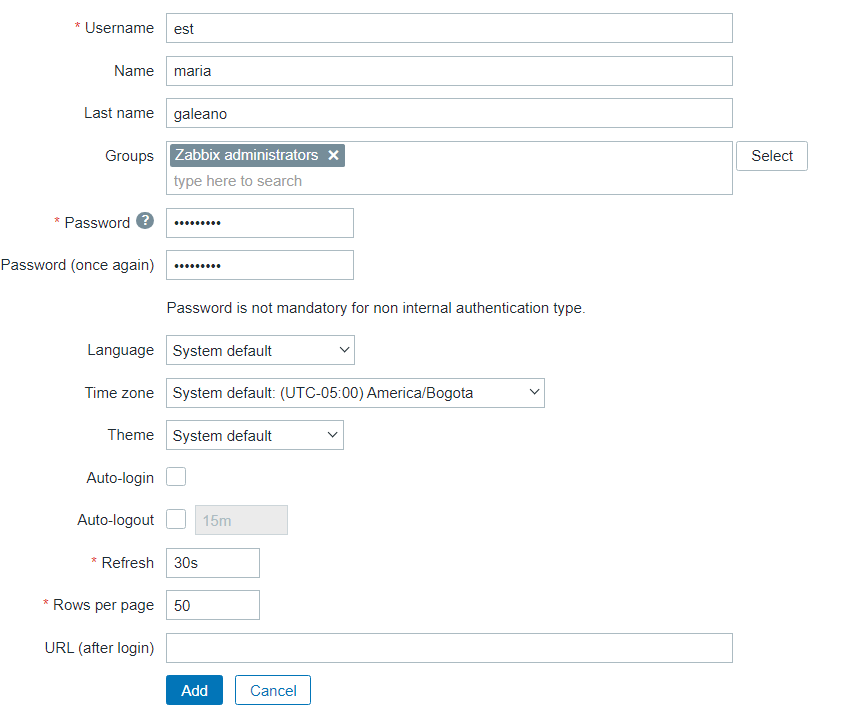 * Username est
Name maria
Last name galeano
Groups Zabbix administrators ✕ Select
type here to search
* Password ? •••••••••
Password (once again) •••••••••
Password is not mandatory for non internal authentication type.
Language System default
Time zone System default: (UTC-05:00) America/Bogota
Theme System default
Auto-login
Auto-logout 15m
* Refresh 30s
* Rows per page 50
URL (after login)
Add Cancel